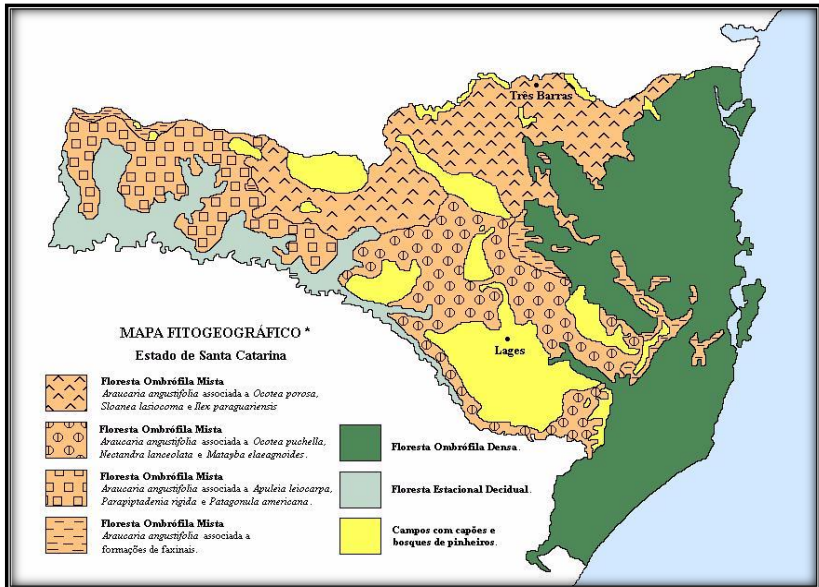 Três Barras
Lages
MAPA FITOGEOGRÁFICO *
Estado de Santa Catarina
Floresta Ombrófila Mista
Araucaria angustifolia associada a Ocotea porosa,
Sloanea lasiocoma e Ilex paraguariensis
Floresta Ombrófila Mista
Araucaria angustifolia associada a Ocotea puchella,
Nectandra lanceolata e Matayba elaeagnoides.
Floresta Ombrófila Mista
Araucaria angustifolia associada a Apuleia leiocarpa,
Parapiptadenia rigida e Patagonula americana.
Floresta Ombrófila Mista
Araucaria angustifolia associada a
formações de faxinais.
Floresta Ombrófila Densa.
Floresta Estacional Decidual.
Campos com capões e
bosques de pinheiros.